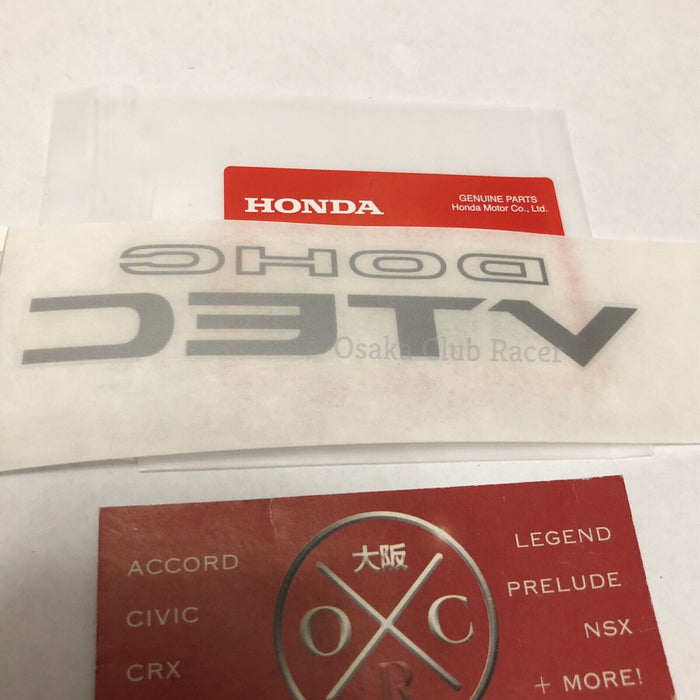 HONDA
GENUINE PARTS
Honda Motor Co., Ltd.
DOHC
VTEC
Osaka Club Racer
大阪
O C
R
ACCORD
CIVIC
CRX
LEGEND
PRELUDE
NSX
+ MORE!